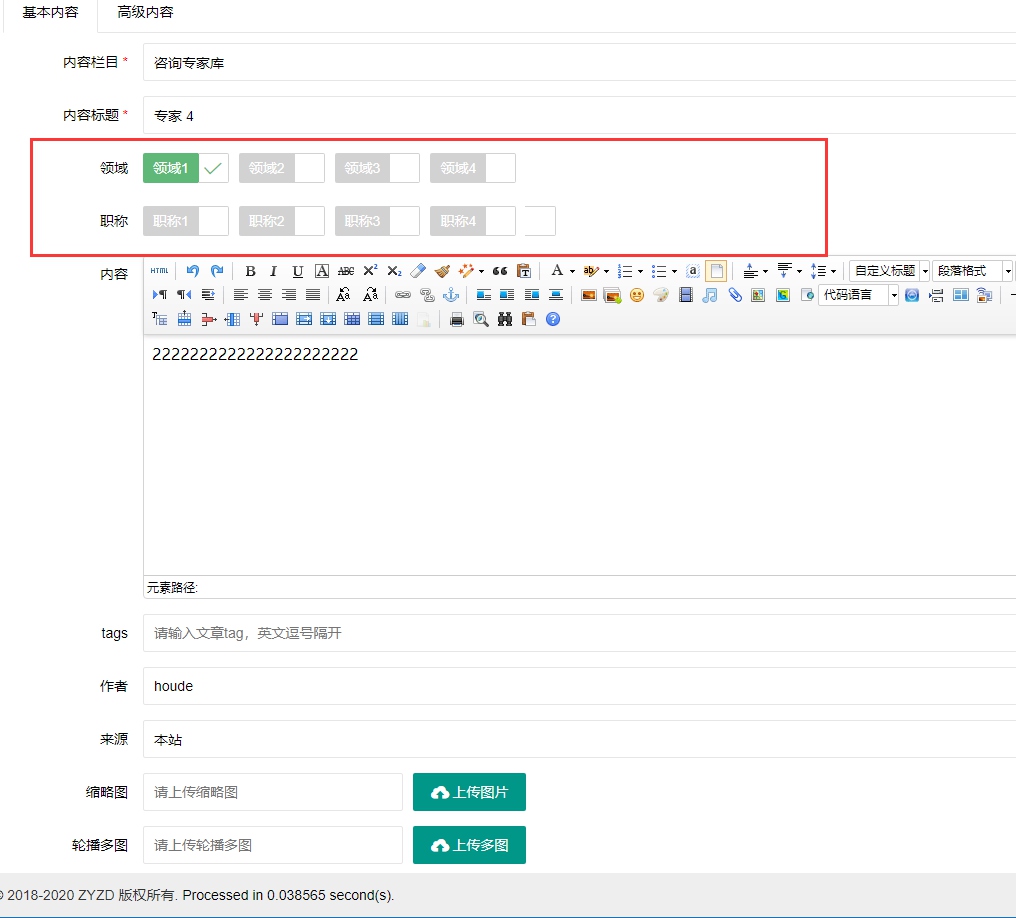 基本内容 高级内容
内容栏目 * 咨询专家库
内容标题 * 专家 4
领域 领域1 领域2 领域3 领域4
职称 职称1 职称2 职称3 职称4
内容 HTML B I U A ABC X² X₂ A ab a 自定义标题 段落格式
代码语言
2222222222222222222222
元素路径:
tags 请输入文章tag，英文逗号隔开
作者 houde
来源 本站
缩略图 请上传缩略图 上传图片
轮播多图 请上传轮播多图 上传多图
© 2018-2020 ZYZD 版权所有. Processed in 0.038565 second(s).